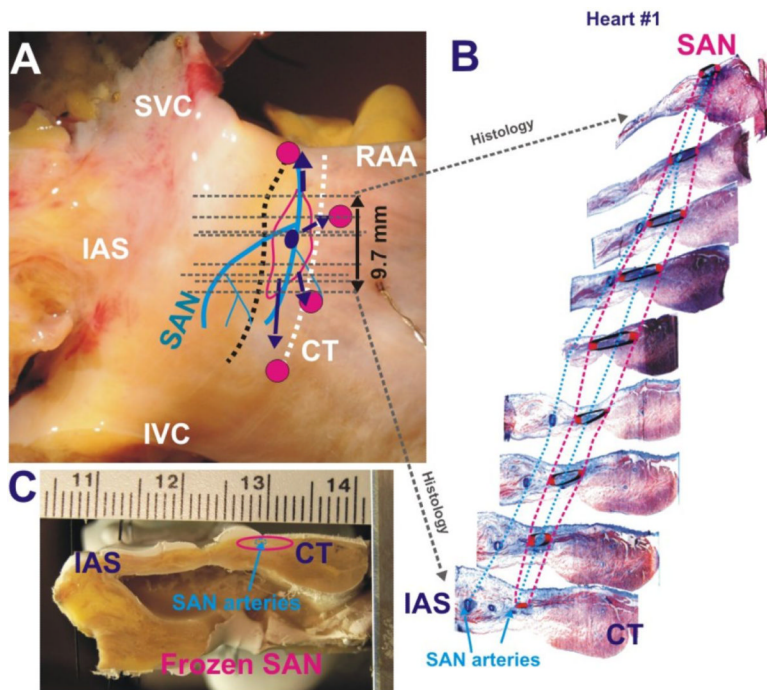 Heart #1
A
B
SAN
SVC
RAA
Histology
IAS
9.7 mm
SAN
CT
IVC
Histology
C
11 12 13 14
IAS
CT
SAN arteries
Frozen SAN
IAS
CT
SAN arteries